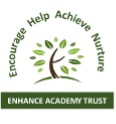 Encourage Help Achieve Nurture
ENHANCE ACADEMY TRUST